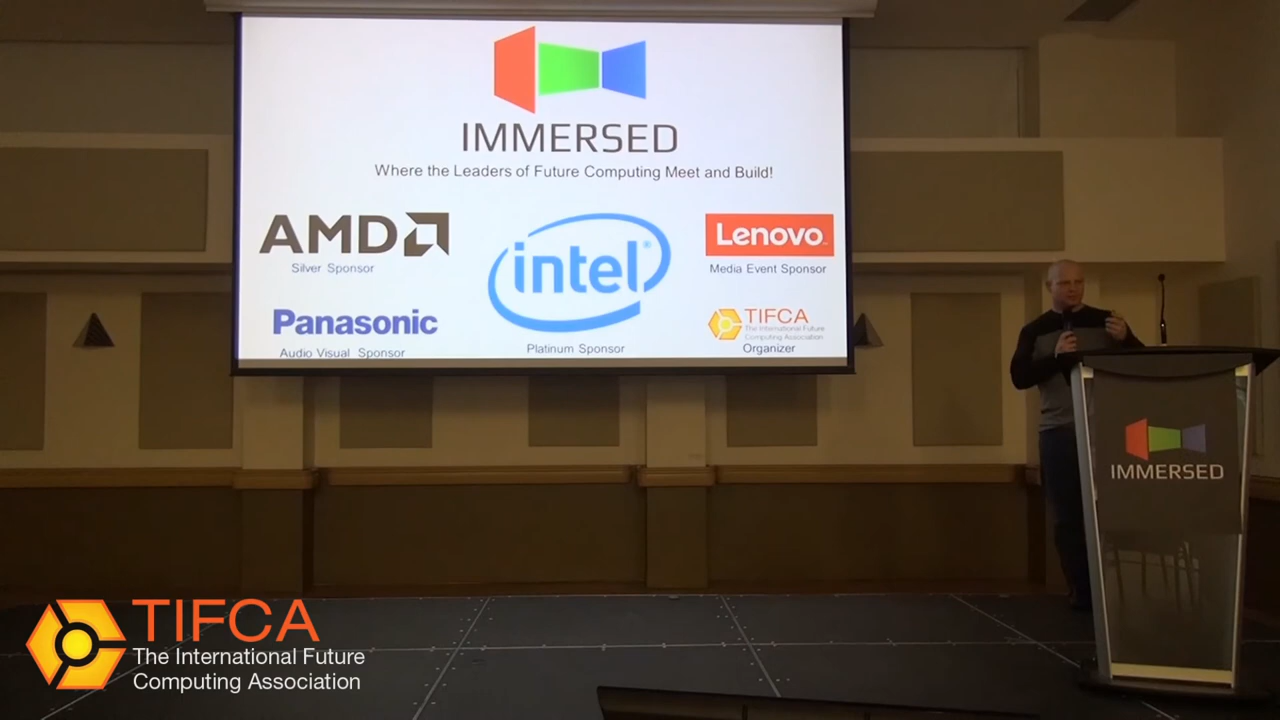 IMMERSED
Where the Leaders of Future Computing Meet and Build!
AMD
Silver Sponsor
intel®
Platinum Sponsor
Lenovo
Media Event Sponsor
Panasonic
Audio Visual Sponsor
TIFCA
The International Future
Computing Association
Organizer
IMMERSED
TIFCA
The International Future
Computing Association